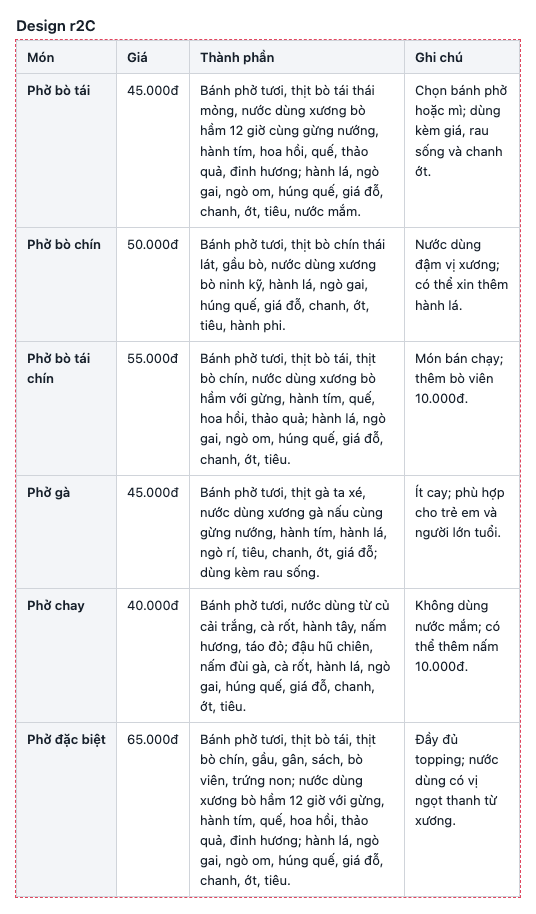 Design r2C
Món Giá Thành phần Ghi chú
Phở bò tái 45.000đ
Bánh phở tươi, thịt bò tái thái
mỏng, nước dùng xương bò
hầm 12 giờ cùng gừng nướng,
hành tím, hoa hồi, quế, thảo
quả, đinh hương; hành lá, ngò
gai, ngò om, húng quế, giá đỗ,
chanh, ớt, tiêu, nước mắm.
Chọn bánh phở
hoặc mì; dùng
kèm giá, rau
sống và chanh
ớt.
Phở bò chín 50.000đ
Bánh phở tươi, thịt bò chín thái
lát, gầu bò, nước dùng xương
bò ninh kỹ, hành lá, ngò gai,
húng quế, giá đỗ, chanh, ớt,
tiêu, hành phi.
Nước dùng
đậm vị xương;
có thể xin thêm
hành lá.
Phở bò tái
chín
55.000đ
Bánh phở tươi, thịt bò tái, thịt
bò chín, nước dùng xương bò
hầm với gừng, hành tím, quế,
hoa hồi, thảo quả; hành lá, ngò
gai, ngò om, húng quế, giá đỗ,
chanh, ớt, tiêu.
Món bán chạy;
thêm bò viên
10.000đ.
Phở gà 45.000đ
Bánh phở tươi, thịt gà ta xé,
nước dùng xương gà nấu cùng
gừng nướng, hành tím, hành lá,
ngò rí, tiêu, chanh, ớt, giá đỗ;
dùng kèm rau sống.
Ít cay; phù hợp
cho trẻ em và
người lớn tuổi.
Phở chay 40.000đ
Bánh phở tươi, nước dùng từ củ
cải trắng, cà rốt, hành tây, nấm
hương, táo đỏ; đậu hũ chiên,
nấm đùi gà, cà rốt, hành lá, ngò
gai, húng quế, giá đỗ, chanh,
ớt, tiêu.
Không dùng
nước mắm; có
thể thêm nấm
10.000đ.
Phở đặc biệt 65.000đ
Bánh phở tươi, thịt bò tái, thịt
bò chín, gầu, gân, sách, bò
viên, trứng non; nước dùng
xương bò hầm 12 giờ với gừng,
hành tím, quế, hoa hồi, thảo
quả, đinh hương; hành lá, ngò
gai, ngò om, húng quế, giá đỗ,
chanh, ớt, tiêu.
Đầy đủ
topping; nước
dùng có vị
ngọt thanh từ
xương.